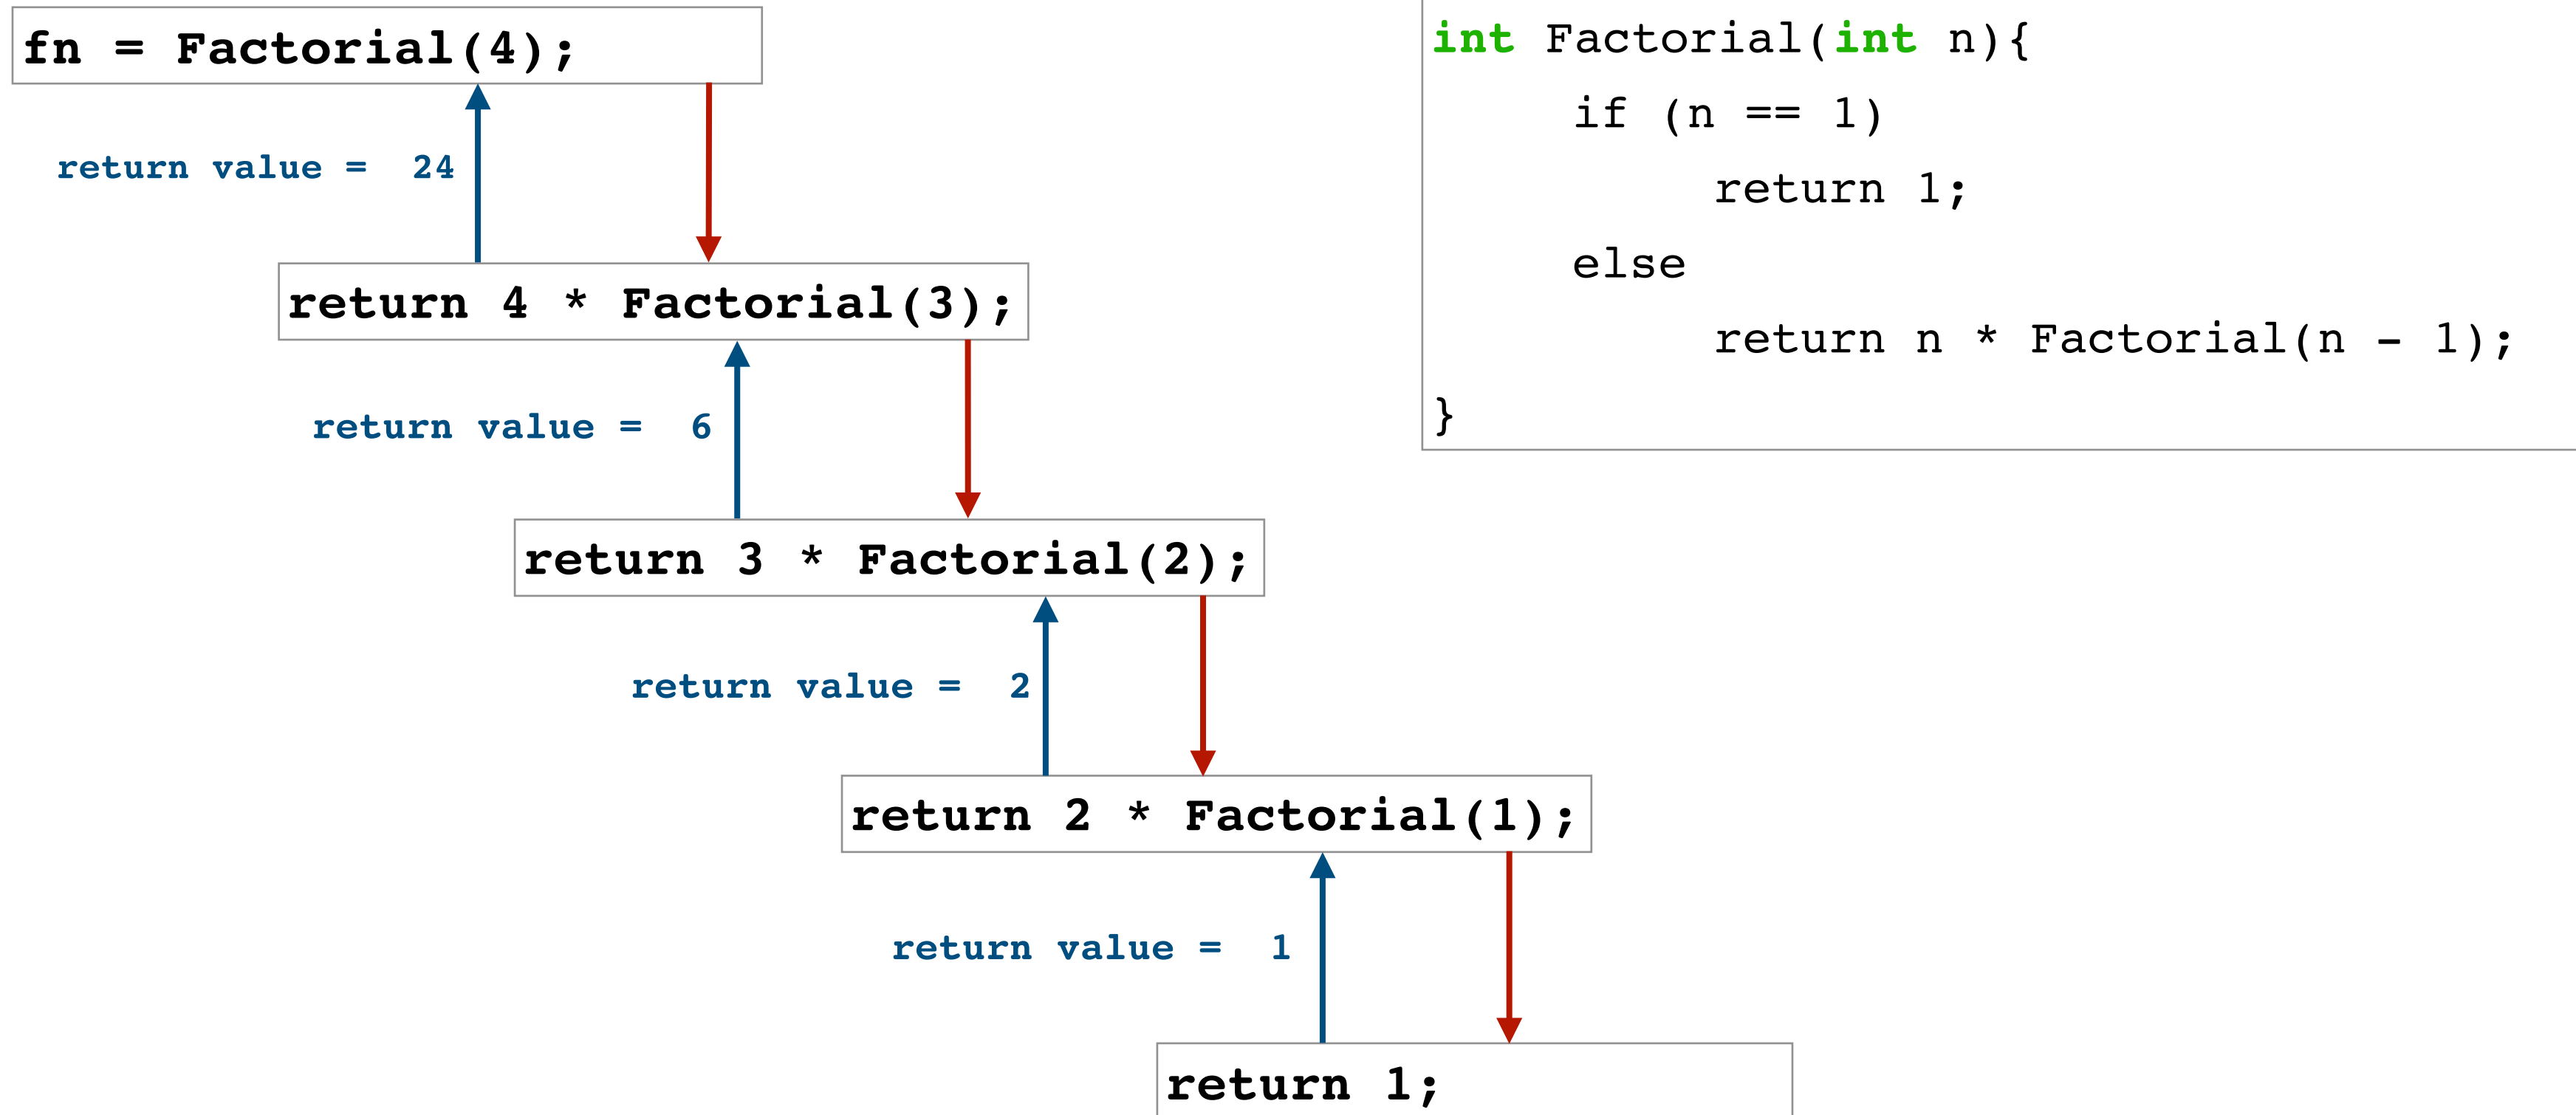 fn = Factorial(4);
return value = 24
return 4 * Factorial(3);
return value = 6
return 3 * Factorial(2);
return value = 2
return 2 * Factorial(1);
return value = 1
return 1;
int Factorial(int n){
if (n == 1)
return 1;
else
return n * Factorial(n - 1);
}